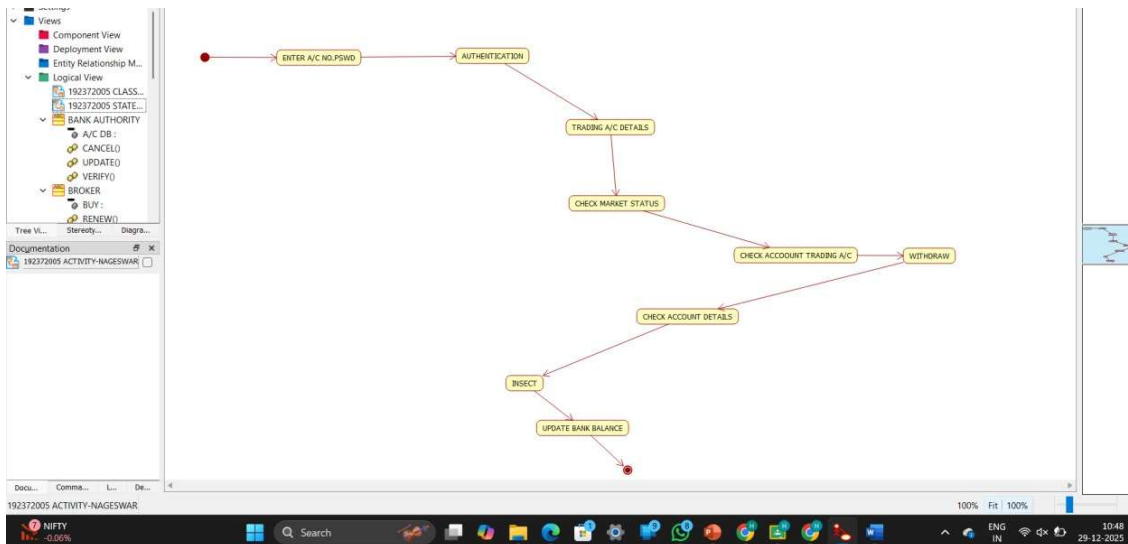 Settings
Views
Component View
Deployment View
Entity Relationship M...
Logical View
192372005 CLASS...
192372005 STATE...
BANK AUTHORITY
A/C DB :
CANCEL()
UPDATE()
VERIFY()
BROKER
BUY :
RENEW()
Tree Vi... Stereoty... Diagra...
Documentation
192372005 ACTIVITY-NAGESWAR
Docu... Comma... L... De...
ENTER A/C NO.PSWD
AUTHENTICATION
TRADING A/C DETAILS
CHECK MARKET STATUS
CHECK ACCOOUNT TRADING A/C
WITHDRAW
CHECK ACCOUNT DETAILS
INSECT
UPDATE BANK BALANCE
192372005 ACTIVITY-NAGESWAR
100% Fit 100%
7 NIFTY
-0.06%
Search
ENG
IN
10:48
29-12-2025